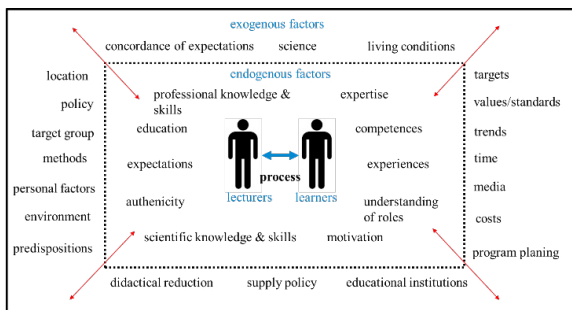 exogenous factors
concordance of expectations science living conditions
location
endogenous factors
targets
professional knowledge &
skills
expertise
policy
values/standards
target group
education
competences
trends
methods
expectations
process
experiences
time
personal factors
authenicity
lecturers
learners
understanding
of roles
media
environment
costs
predispositions
scientific knowledge & skills
motivation
program planing
didactical reduction supply policy educational institutions